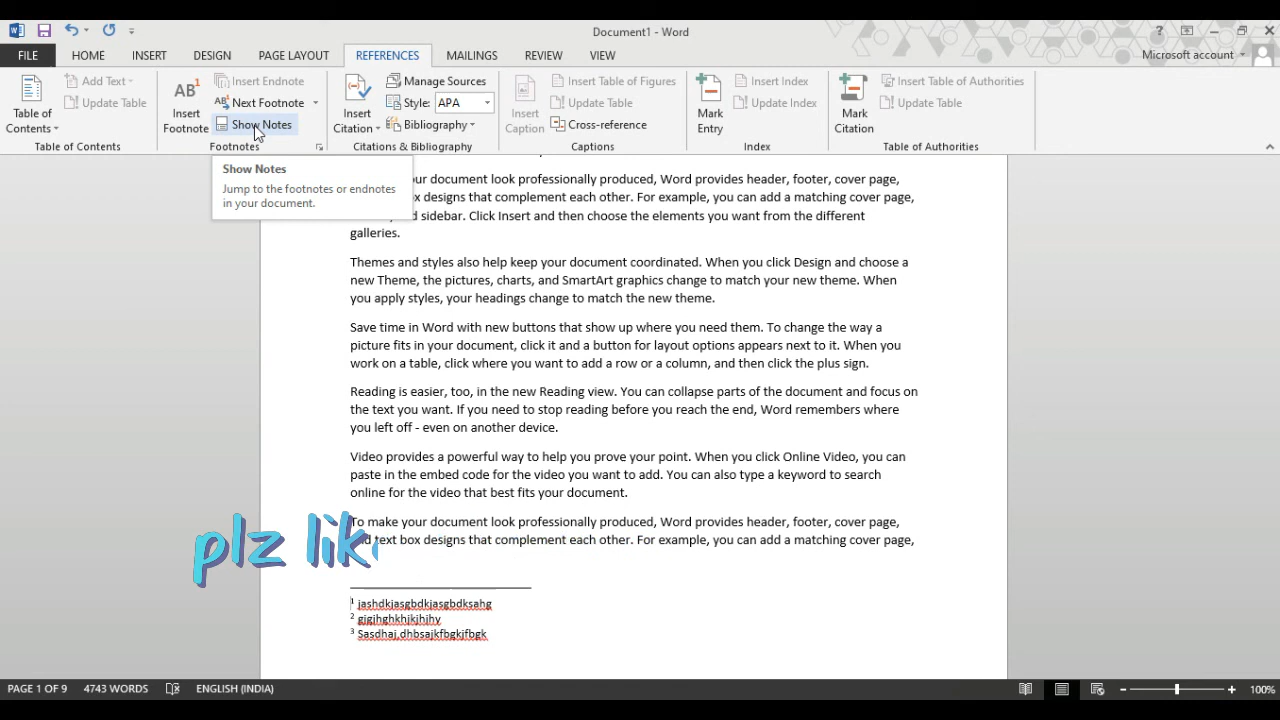 Document1 - Word
?
FILE HOME INSERT DESIGN PAGE LAYOUT REFERENCES MAILINGS REVIEW VIEW Microsoft account
Table of Contents
Add Text
Update Table
Table of Contents
AB1
Insert Footnote
Insert Endnote
Next Footnote
Show Notes
Footnotes
Insert Citation
Manage Sources
Style: APA
Bibliography
Citations & Bibliography
Insert Caption
Insert Table of Figures
Update Table
Cross-reference
Captions
Mark Entry
Insert Index
Update Index
Index
Mark Citation
Insert Table of Authorities
Update Table
Table of Authorities
Show Notes
Jump to the footnotes or endnotes
in your document.
ur document look professionally produced, Word provides header, footer, cover page,
designs that complement each other. For example, you can add a matching cover page,
d sidebar. Click Insert and then choose the elements you want from the different
galleries.
Themes and styles also help keep your document coordinated. When you click Design and choose a
new Theme, the pictures, charts, and SmartArt graphics change to match your new theme. When
you apply styles, your headings change to match the new theme.
Save time in Word with new buttons that show up where you need them. To change the way a
picture fits in your document, click it and a button for layout options appears next to it. When you
work on a table, click where you want to add a row or a column, and then click the plus sign.
Reading is easier, too, in the new Reading view. You can collapse parts of the document and focus on
the text you want. If you need to stop reading before you reach the end, Word remembers where
you left off - even on another device.
Video provides a powerful way to help you prove your point. When you click Online Video, you can
paste in the embed code for the video you want to add. You can also type a keyword to search
online for the video that best fits your document.
To make your document look professionally produced, Word provides header, footer, cover page,
text box designs that complement each other. For example, you can add a matching cover page,
plz lik
1 jashdkjasgbdkjasgbdksahg
2 gjgjhghkhjkjhjhy
3 Sasdhaj,dhbsajkfbgkjfbgk
PAGE 1 OF 9 4743 WORDS ENGLISH (INDIA) 100%